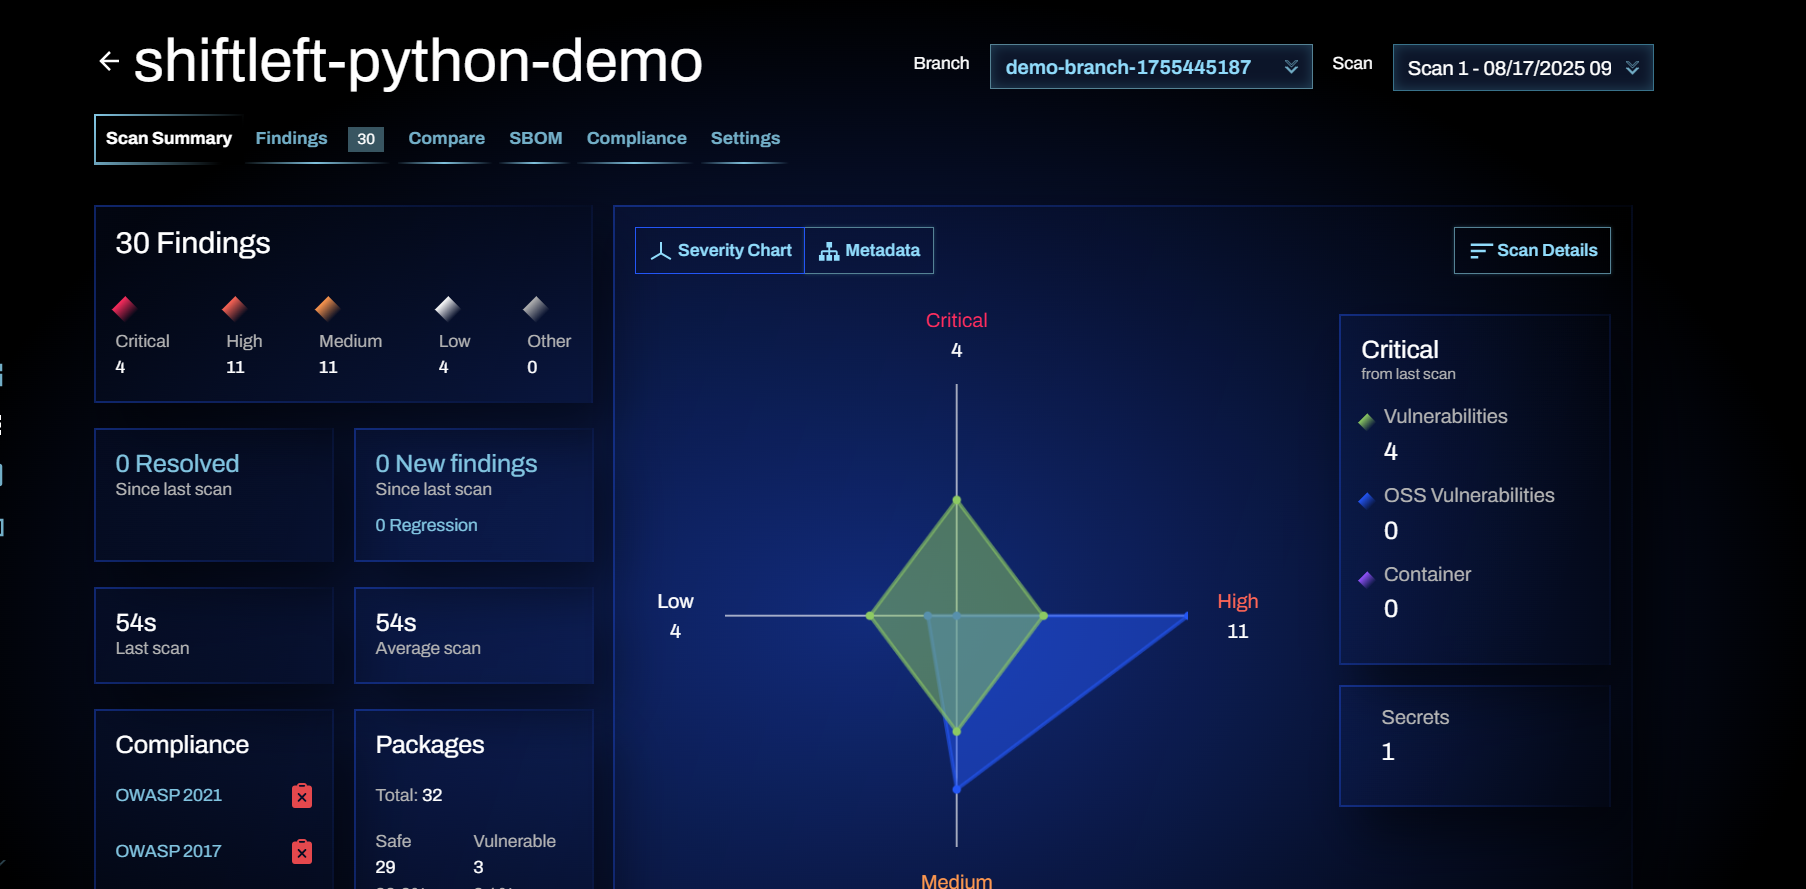 shiftleft-python-demo
Branch
demo-branch-1755445187
Scan
Scan 1 - 08/17/2025 09
Scan Summary
Findings 30
Compare
SBOM
Compliance
Settings
30 Findings
Critical
4
High
11
Medium
11
Low
4
Other
0
0 Resolved
Since last scan
0 New findings
Since last scan
0 Regression
54s
Last scan
54s
Average scan
Compliance
OWASP 2021
OWASP 2017
Packages
Total: 32
Safe
29
Vulnerable
3
Severity Chart
Metadata
Scan Details
Critical
4
Low
4
High
11
Medium
Critical
from last scan
Vulnerabilities
4
OSS Vulnerabilities
0
Container
0
Secrets
1